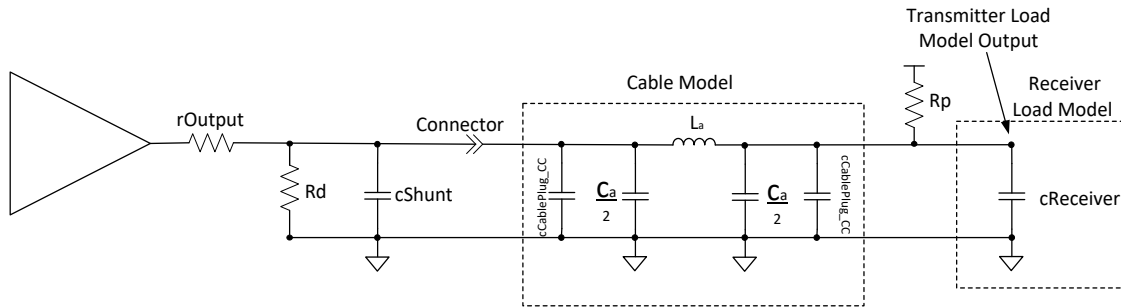 Transmitter Load
Model Output
Receiver
Load Model
Cable Model
Rp
rOutput
Connector
La
Rd
cShunt
cCablePlug_CC
Ca
2
Ca
2
cCablePlug_CC
cReceiver